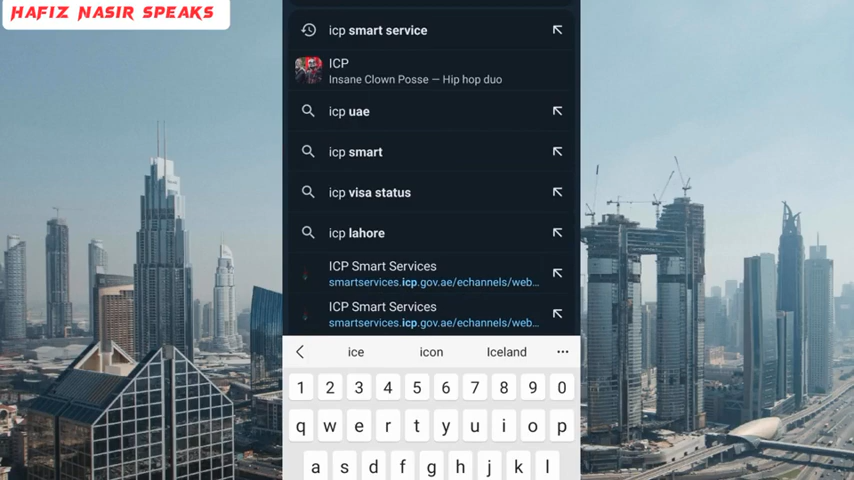 HAFIZ NASIR SPEAKS
icp smart service
ICP
Insane Clown Posse — Hip hop duo
icp uae
icp smart
icp visa status
icp lahore
ICP Smart Services
smartservices.icp.gov.ae/echannels/web...
ICP Smart Services
smartservices.icp.gov.ae/echannels/web...
ice icon Iceland ...
1 2 3 4 5 6 7 8 9 0
q w e r t y u i o p
a s d f g h j k l